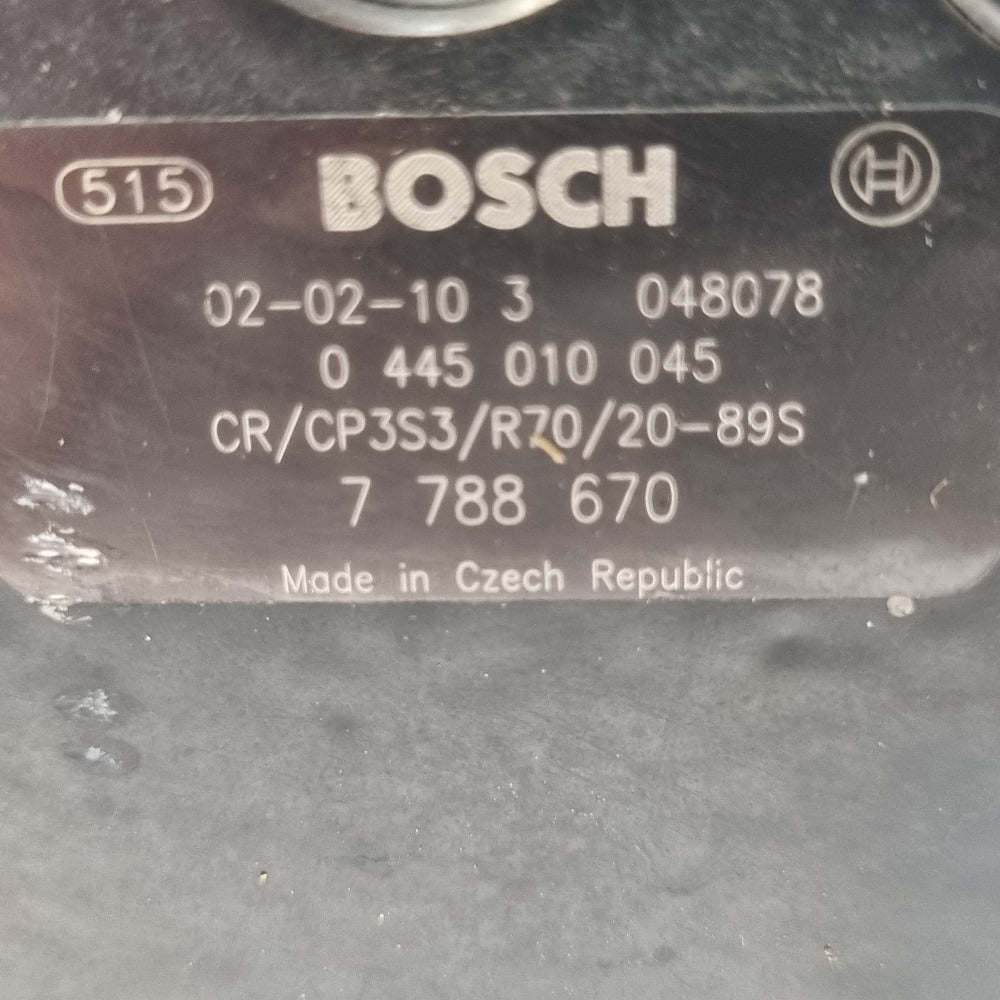 515 BOSCH
02-02-10 3 048078
0 445 010 045
CR/CP3S3/R70/20-89S
7 788 670
Made in Czech Republic